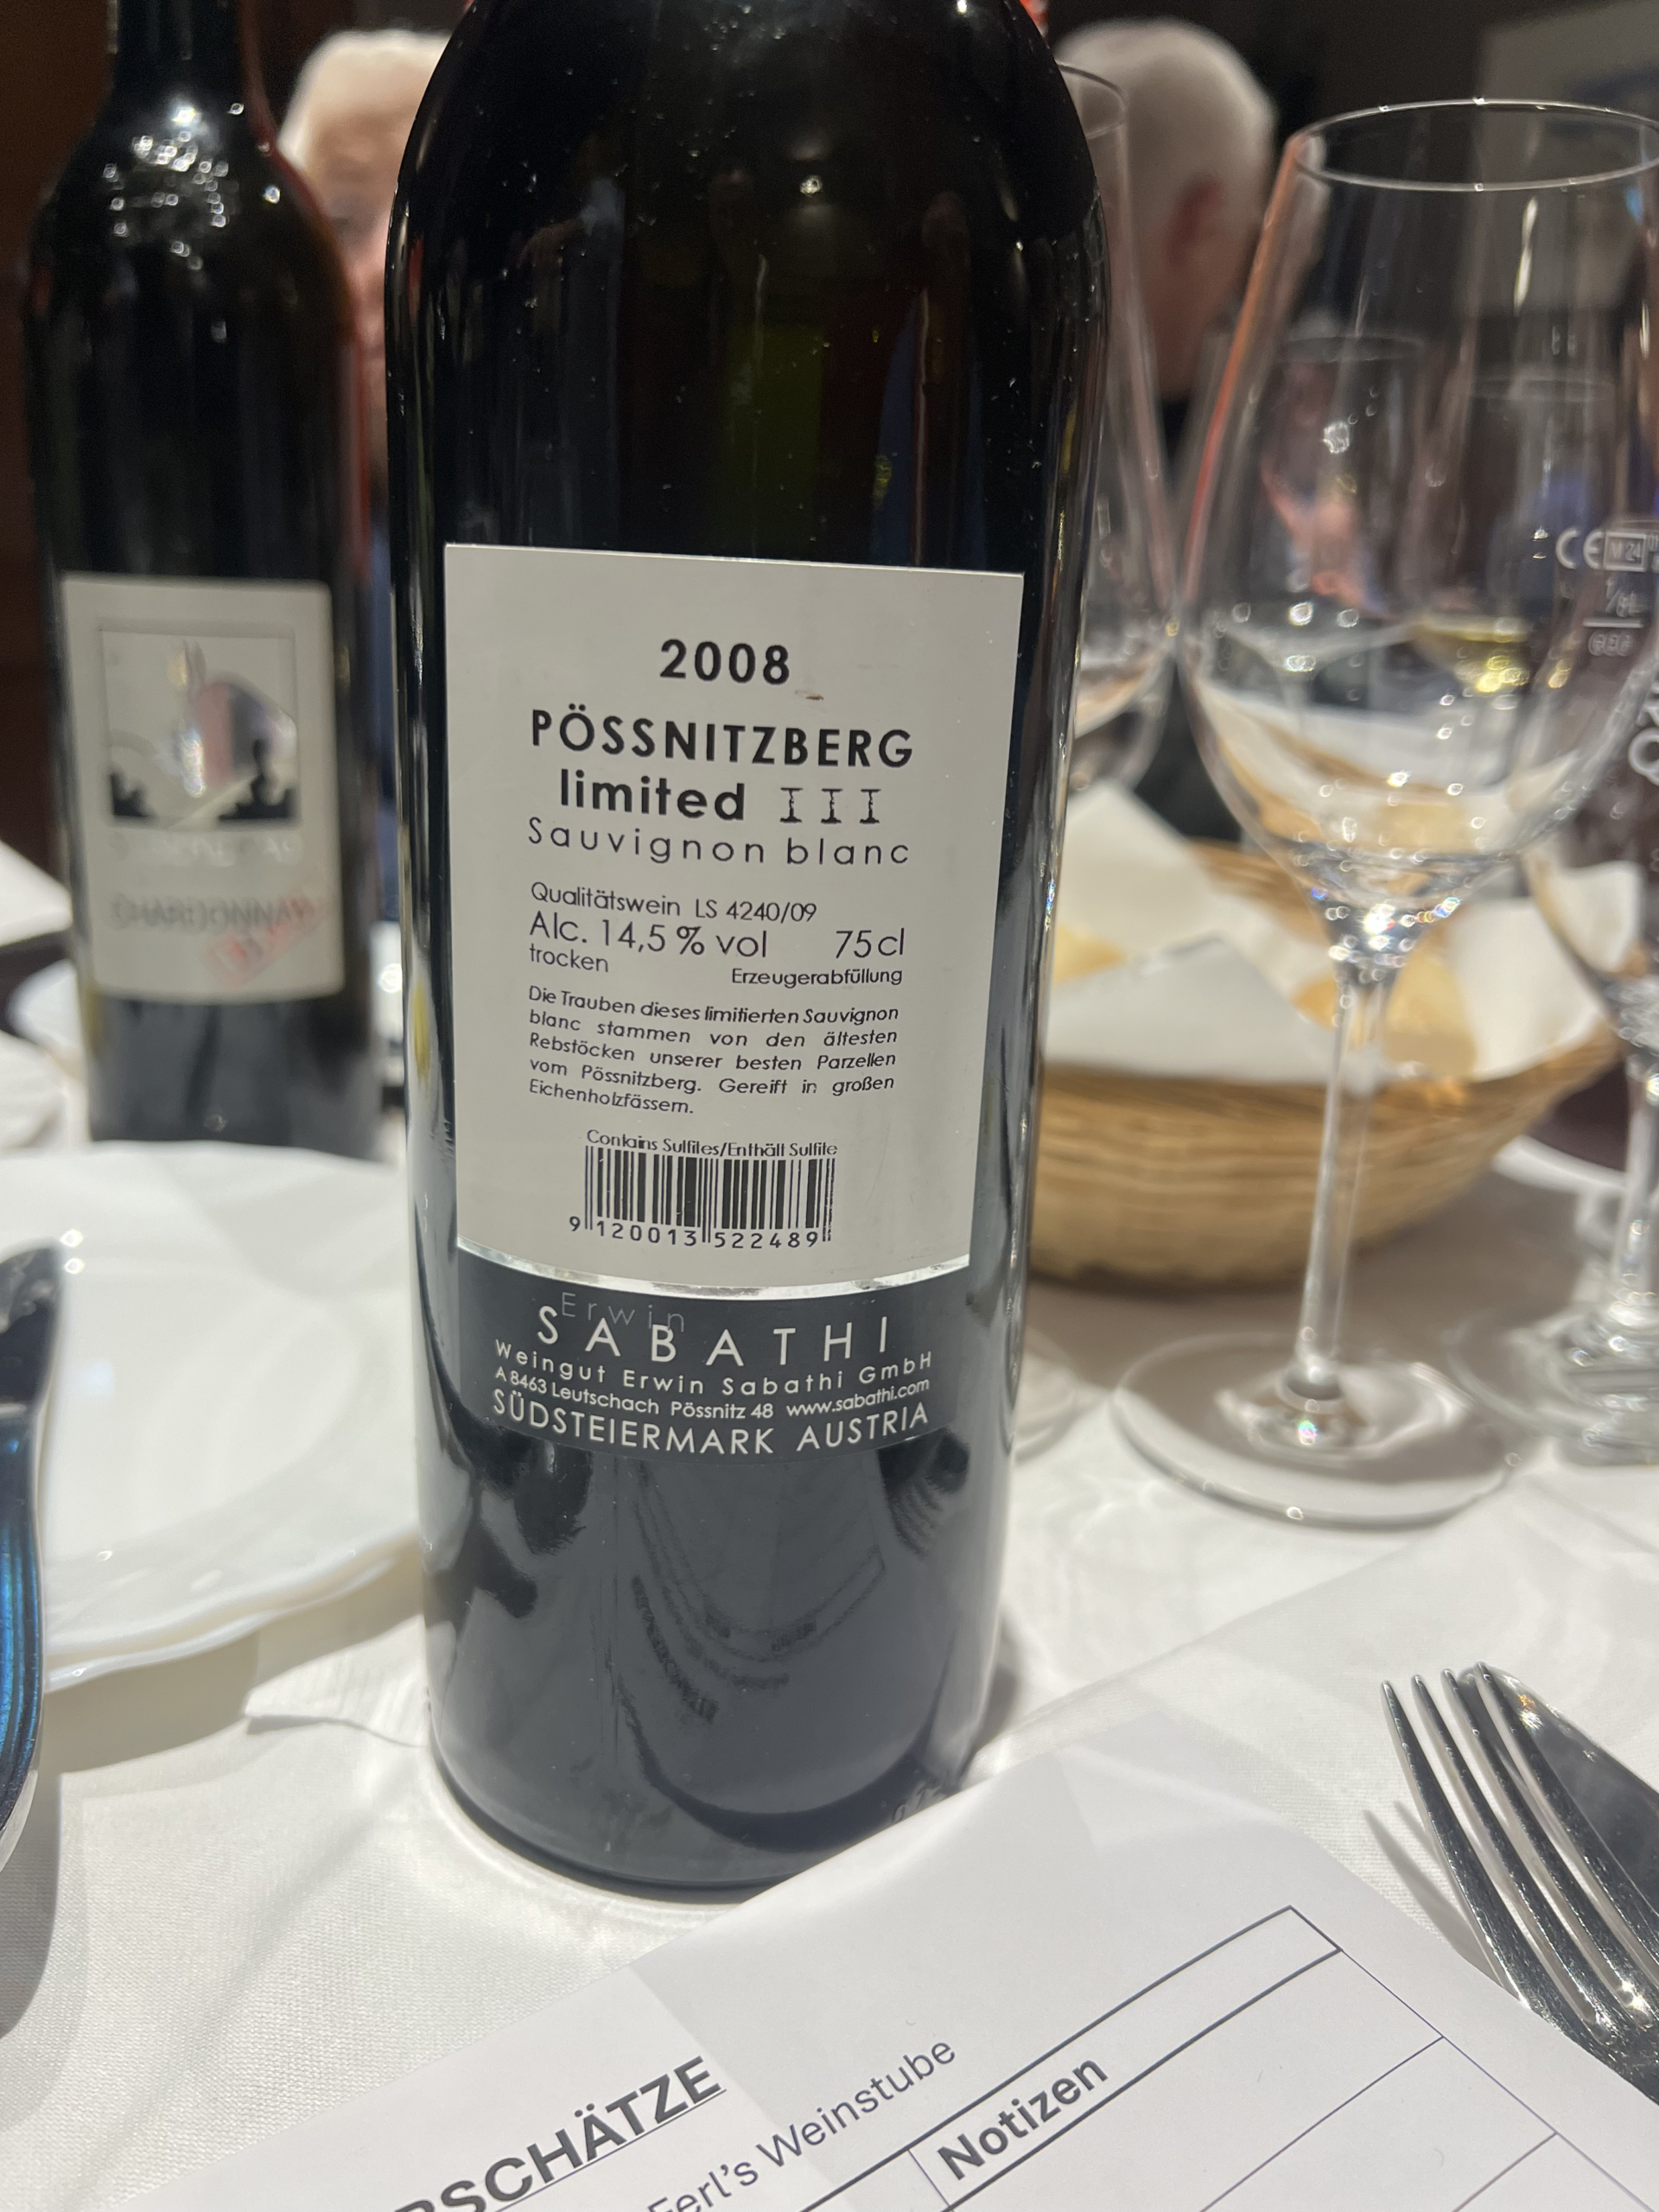 2008
PÖSSNITZBERG
limited III
Sauvignon blanc
Qualitätswein LS 4240/09
Alc. 14,5 % vol 75cl
trocken Erzeugerabfüllung
Die Trauben dieses limitierten Sauvignon
blanc stammen von den ältesten
Rebstöcken unserer besten Parzellen
vom Pössnitzberg. Gereift in großen
Eichenholzfässern.
Contains Sulfites/Enthält Sulfite
9 120013 522489
Erwin
SABATHI
Weingut Erwin Sabathi GmbH
A 8463 Leutschach Pössnitz 48 www.sabathi.com
SÜDSTEIERMARK AUSTRIA
CHARDONNAY
CE M24
SCHÄTZE
Ferl's Weinstube
Notizen